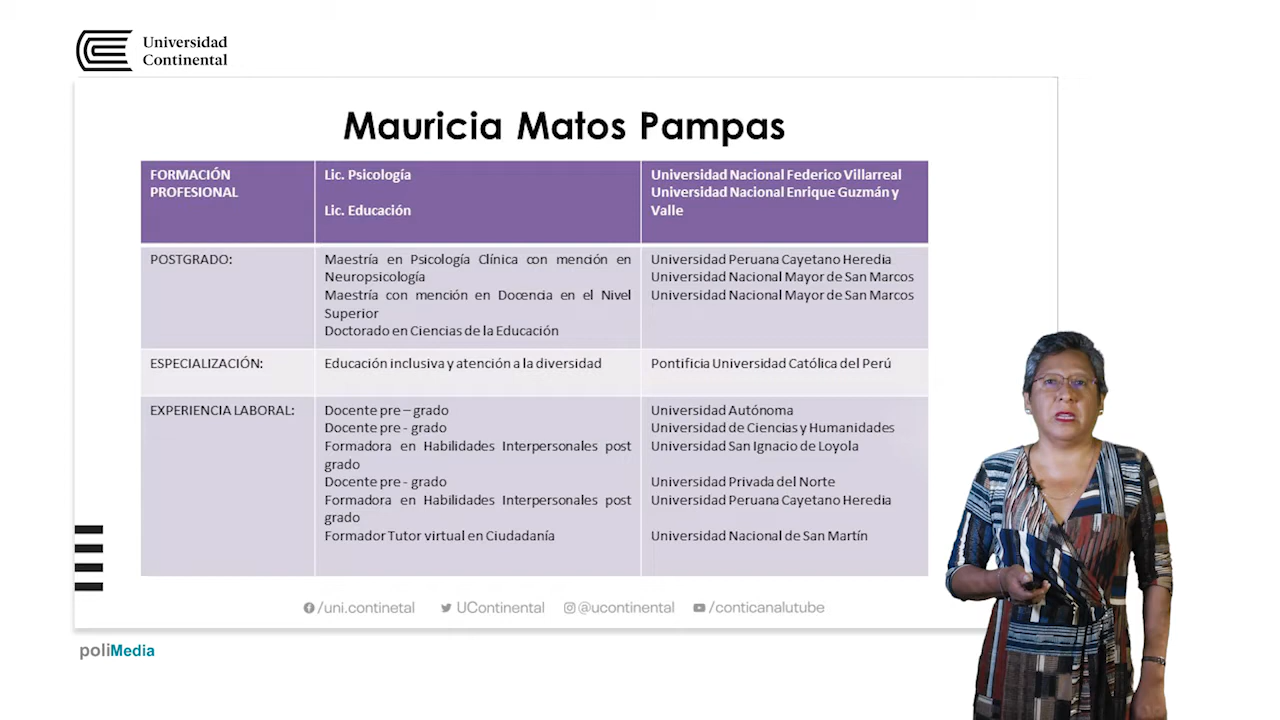 Universidad
Continental
Mauricia Matos Pampas
FORMACIÓN
PROFESIONAL
Lic. Psicología
Lic. Educación
Universidad Nacional Federico Villarreal
Universidad Nacional Enrique Guzmán y
Valle
POSTGRADO:
Maestría en Psicología Clínica con mención en
Neuropsicología
Maestría con mención en Docencia en el Nivel
Superior
Doctorado en Ciencias de la Educación
Universidad Peruana Cayetano Heredia
Universidad Nacional Mayor de San Marcos
Universidad Nacional Mayor de San Marcos
ESPECIALIZACIÓN:
Educación inclusiva y atención a la diversidad
Pontificia Universidad Católica del Perú
EXPERIENCIA LABORAL:
Docente pre – grado
Docente pre - grado
Formadora en Habilidades Interpersonales post
grado
Docente pre - grado
Formadora en Habilidades Interpersonales post
grado
Formador Tutor virtual en Ciudadanía
Universidad Autónoma
Universidad de Ciencias y Humanidades
Universidad San Ignacio de Loyola
Universidad Privada del Norte
Universidad Peruana Cayetano Heredia
Universidad Nacional de San Martín
/uni.continetal UContinental @ucontinental /conticanalutube
poliMedia